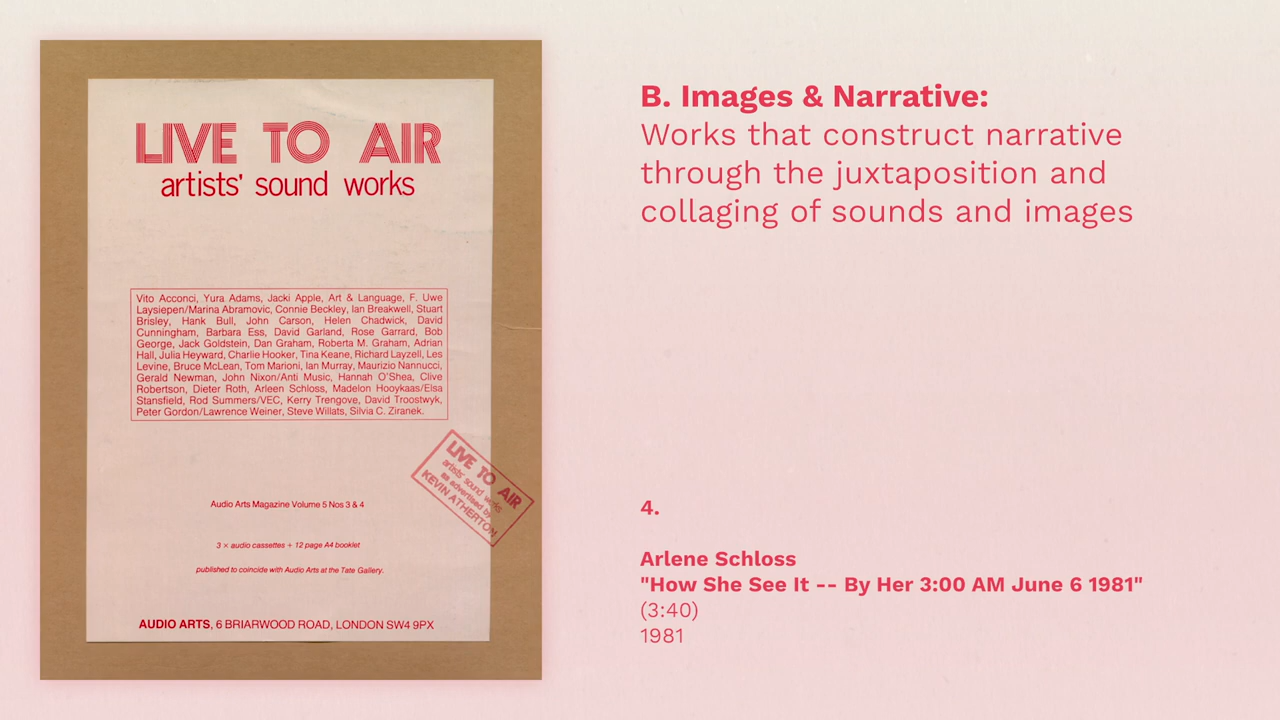 LIVE TO AIR
artists' sound works
Vito Acconci, Yura Adams, Jacki Apple, Art & Language, F. Uwe
Laysiepen/Marina Abramovic, Connie Beckley, Ian Breakwell, Stuart
Brisley, Hank Bull, John Carson, Helen Chadwick, David
Cunningham, Barbara Ess, David Garland, Rose Garrard, Bob
George, Jack Goldstein, Dan Graham, Roberta M. Graham, Adrian
Hall, Julia Heyward, Charlie Hooker, Tina Keane, Richard Layzell, Les
Levine, Bruce McLean, Tom Marioni, Ian Murray, Maurizio Nannucci,
Gerald Newman, John Nixon/Anti Music, Hannah O'Shea, Clive
Robertson, Dieter Roth, Arleen Schloss, Madelon Hooykaas/Elsa
Stansfield, Rod Summers/VEC, Kerry Trengove, David Troostwyk,
Peter Gordon/Lawrence Weiner, Steve Willats, Silvia C. Ziranek.
LIVE TO AIR
artists' sound works
as advertised by
KEVIN ATHERTON
Audio Arts Magazine Volume 5 Nos 3 & 4
3 × audio cassettes + 12 page A4 booklet
published to coincide with Audio Arts at the Tate Gallery.
AUDIO ARTS, 6 BRIARWOOD ROAD, LONDON SW4 9PX
B. Images & Narrative:
Works that construct narrative
through the juxtaposition and
collaging of sounds and images
4.
Arlene Schloss
"How She See It -- By Her 3:00 AM June 6 1981"
(3:40)
1981